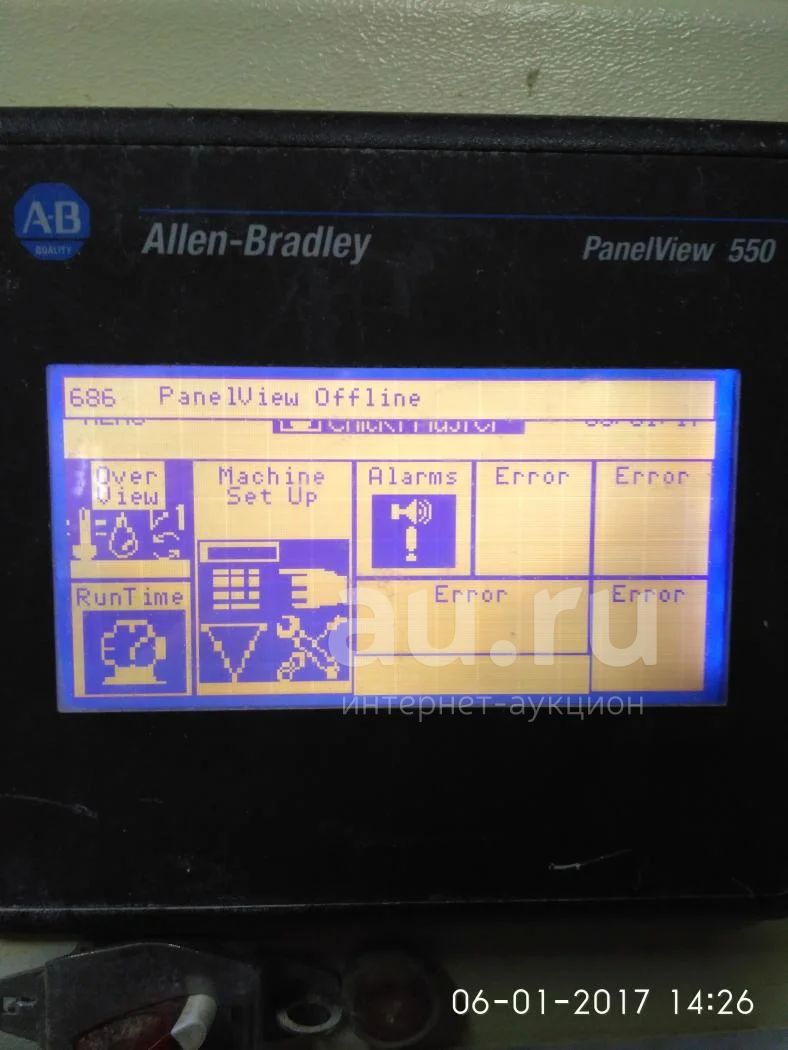 A-B
QUALITY
Allen-Bradley
PanelView 550
686 PanelView Offline
Over
View
Machine
Set Up
Alarms
Error
Error
RunTime
Error
Error
au.ru
интернет-аукцион
06-01-2017 14:26